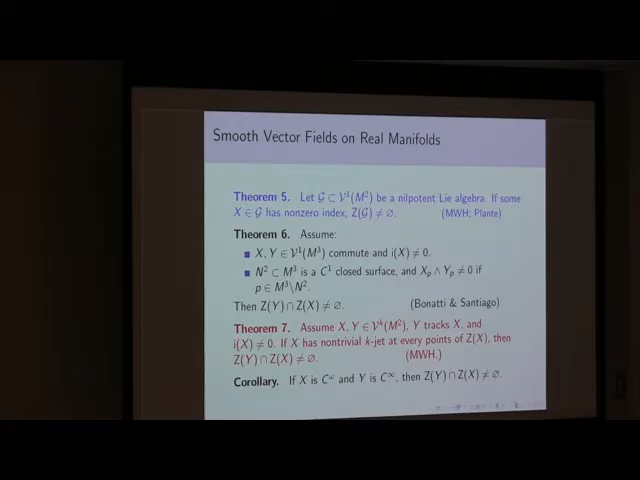 Smooth Vector Fields on Real Manifolds
Theorem 5. Let 𝒢 ⊂ 𝒱¹(M²) be a nilpotent Lie algebra. If some
X ∈ 𝒢 has nonzero index, Z(𝒢) ≠ ∅. (MWH; Plante)
Theorem 6. Assume:
■ X, Y ∈ 𝒱¹(M³) commute and i(X) ≠ 0.
■ N² ⊂ M³ is a C¹ closed surface, and Xₚ ∧ Yₚ ≠ 0 if
p ∈ M³\N².
Then Z(Y) ∩ Z(X) ≠ ∅. (Bonatti & Santiago)
Theorem 7. Assume X, Y ∈ 𝒱ᵏ(M²), Y tracks X, and
i(X) ≠ 0. If X has nontrivial k-jet at every points of Z(X), then
Z(Y) ∩ Z(X) ≠ ∅. (MWH.)
Corollary. If X is C^ω and Y is C^∞, then Z(Y) ∩ Z(X) ≠ ∅.